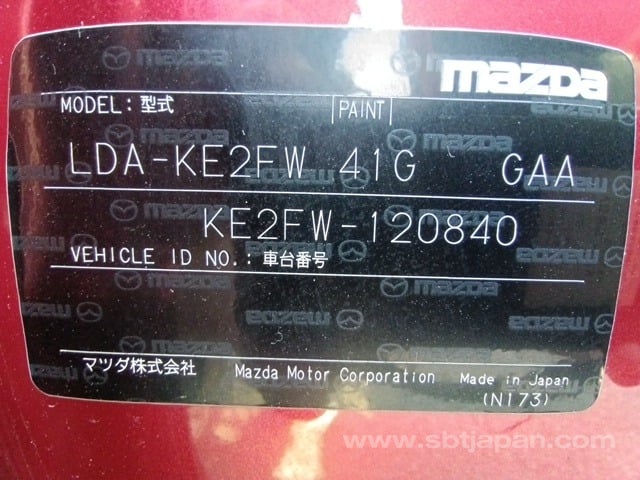 mazda
MODEL: 型式 PAINT
LDA-KE2FW 41G GAA
KE2FW-120840
VEHICLE ID NO.: 車台番号
マツダ株式会社 Mazda Motor Corporation Made in Japan
(N173)
www.sbtjapan.com